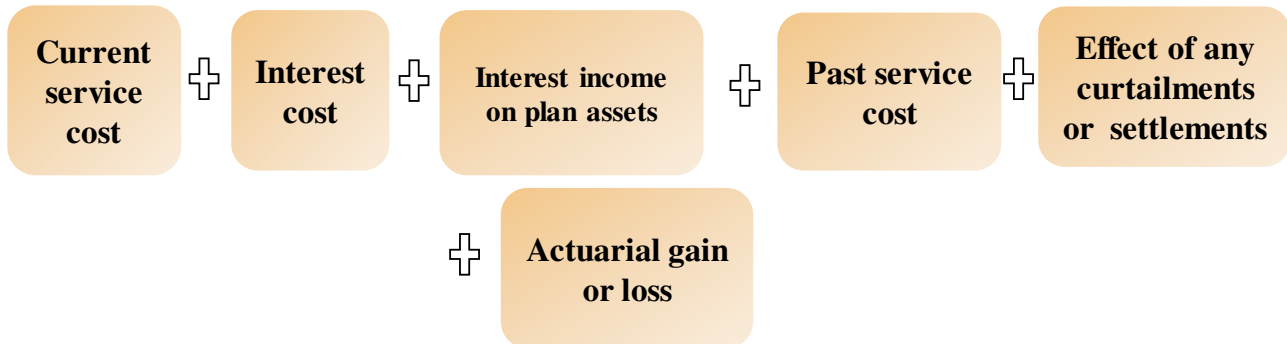 Current
service
cost
Interest
cost
Interest income
on plan assets
Past service
cost
Effect of any
curtailments
or settlements
Actuarial gain
or loss